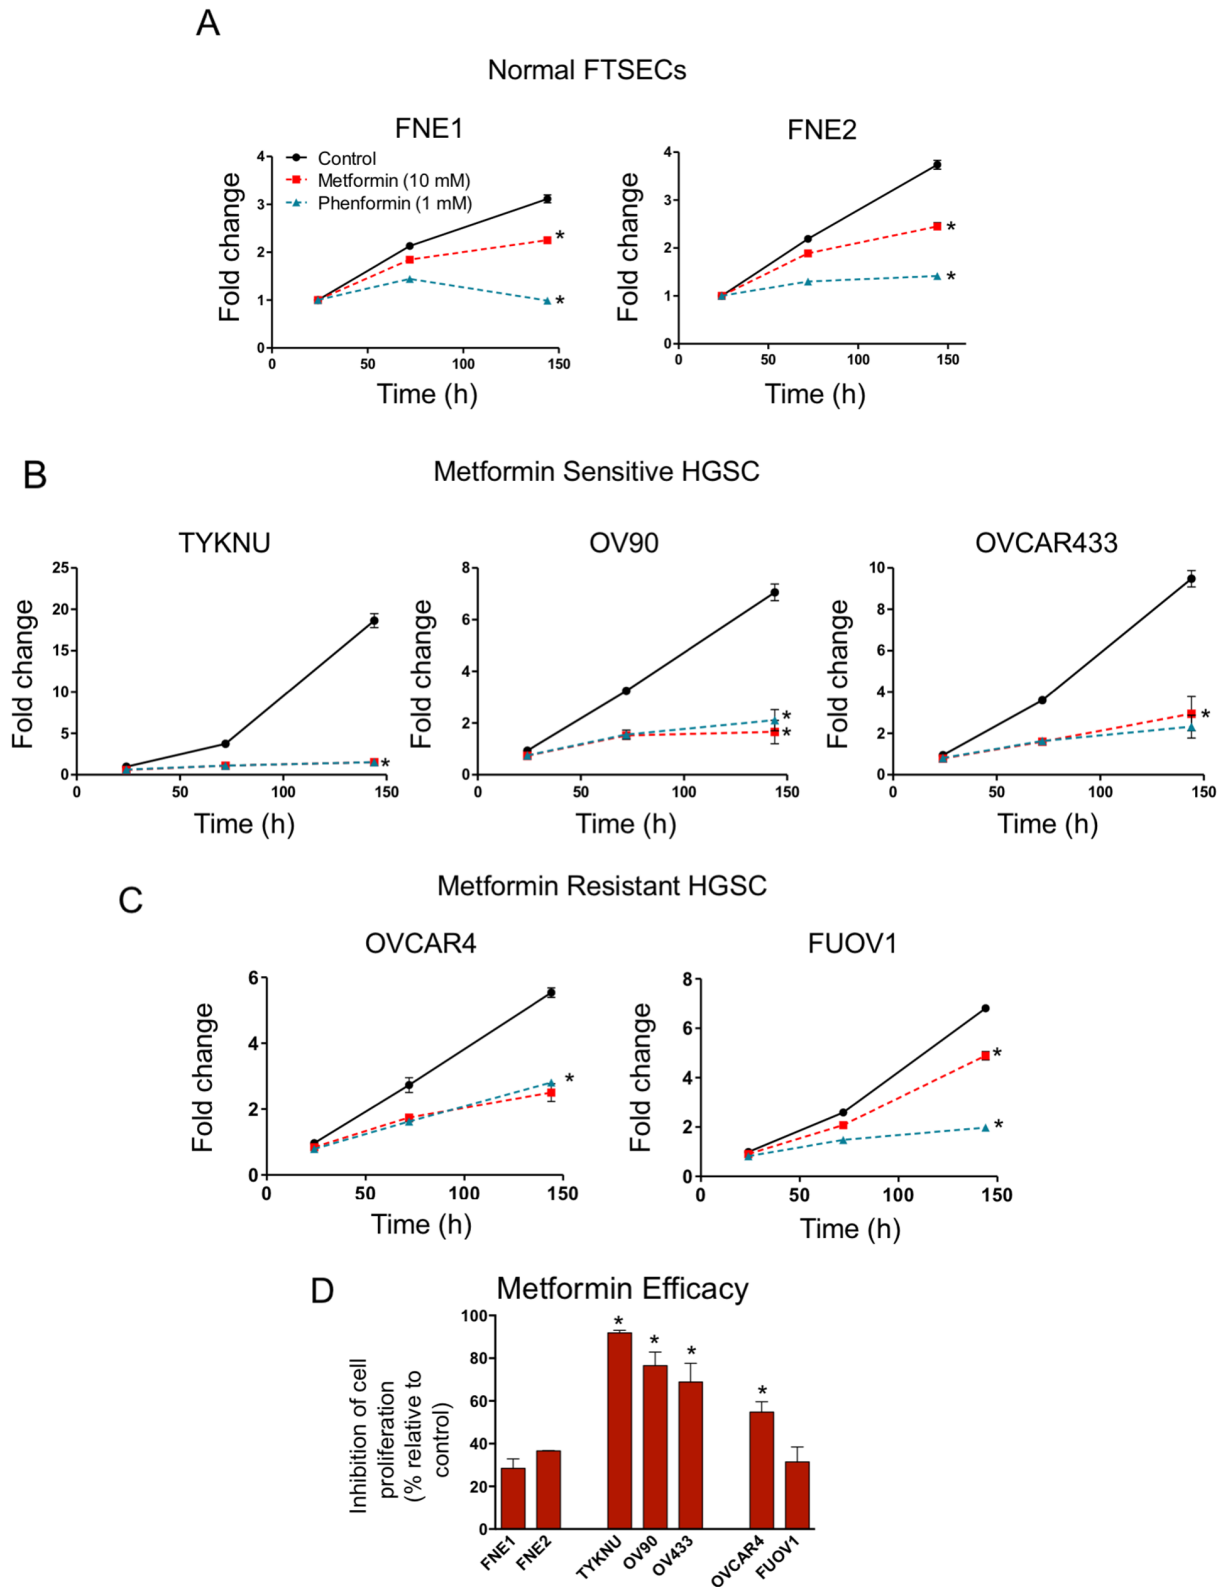 A
Normal FTSECs
FNE1
4
3
2
1
0
0 50 100 150
Fold change
Time (h)
Control
Metformin (10 mM)
Phenformin (1 mM)
*
*
FNE2
4
3
2
1
0
0 50 100 150
Fold change
Time (h)
*
*
B
Metformin Sensitive HGSC
TYKNU
25
20
15
10
5
0
0 50 100 150
Fold change
Time (h)
*
OV90
8
6
4
2
0
0 50 100 150
Fold change
Time (h)
*
*
OVCAR433
10
8
6
4
2
0
0 50 100 150
Fold change
Time (h)
*
C
Metformin Resistant HGSC
OVCAR4
6
4
2
0
0 50 100 150
Fold change
Time (h)
*
FUOV1
8
6
4
2
0
0 50 100 150
Fold change
Time (h)
*
*
D
Metformin Efficacy
Inhibition of cell
proliferation
(% relative to
control)
100
80
60
40
20
0
* * * *
FNE1 FNE2 TYKNU OV90 OV433 OVCAR4 FUOV1